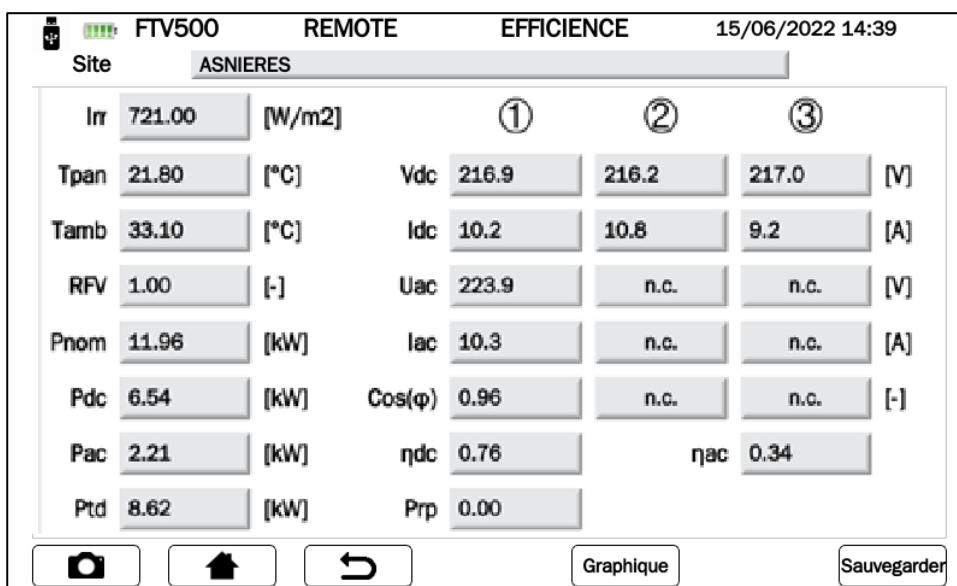 FTV500 REMOTE EFFICIENCE 15/06/2022 14:39
Site ASNIERES
Irr 721.00 [W/m2] ① ② ③
Tpan 21.80 [°C] Vdc 216.9 216.2 217.0 [V]
Tamb 33.10 [°C] Idc 10.2 10.8 9.2 [A]
RFV 1.00 [-] Uac 223.9 n.c. n.c. [V]
Pnom 11.96 [kW] Iac 10.3 n.c. n.c. [A]
Pdc 6.54 [kW] Cos(φ) 0.96 n.c. n.c. [-]
Pac 2.21 [kW] ηdc 0.76 ηac 0.34
Ptd 8.62 [kW] Prp 0.00
Graphique Sauvegarder